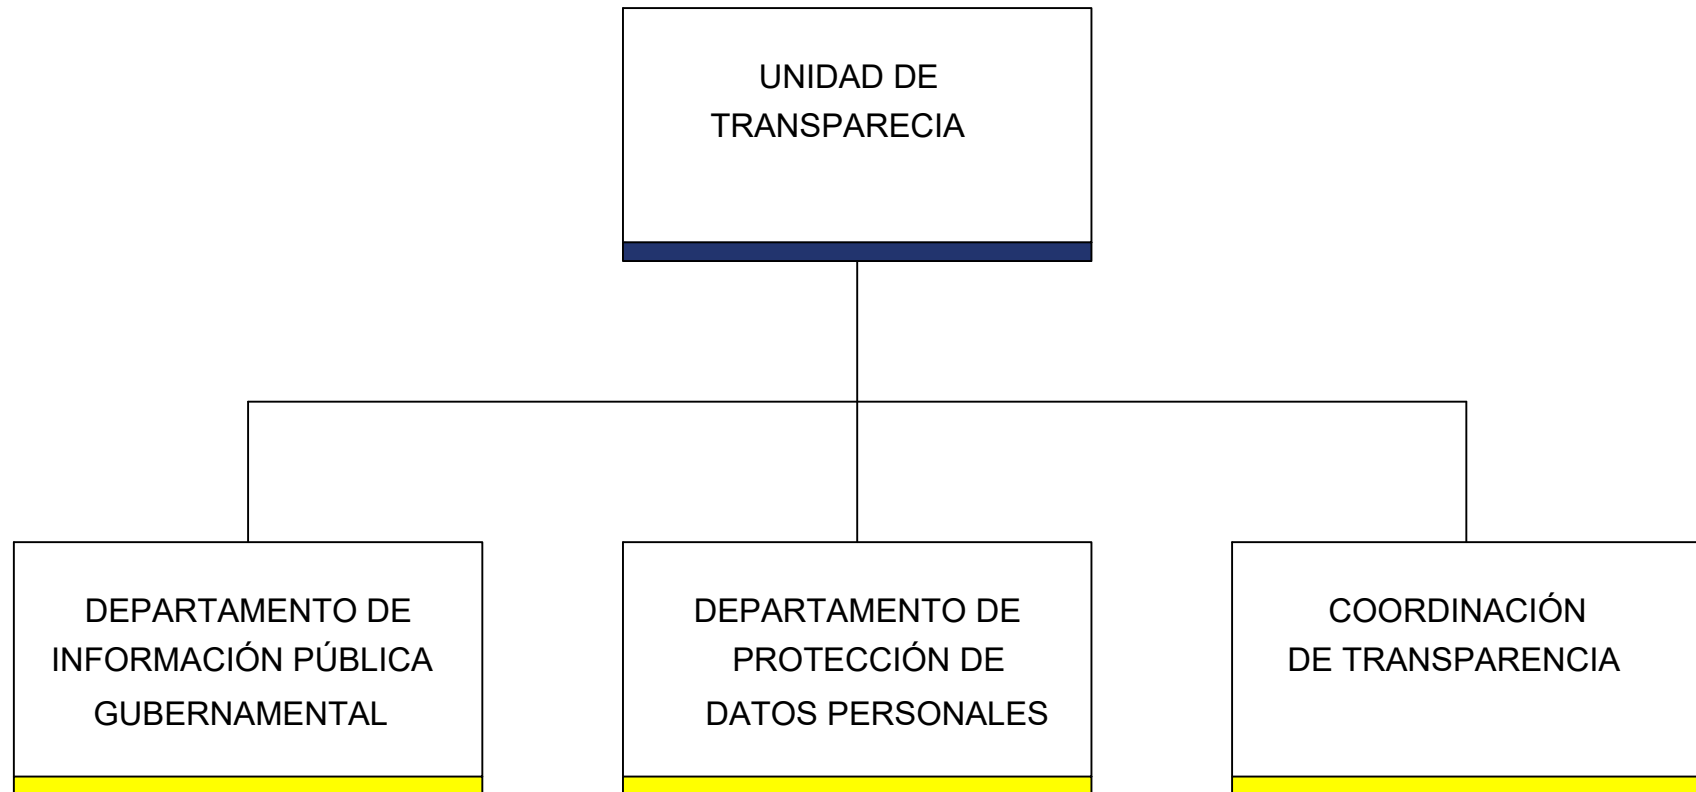 UNIDAD DE
TRANSPARECIA
DEPARTAMENTO DE
INFORMACIÓN PÚBLICA
GUBERNAMENTAL
DEPARTAMENTO DE
PROTECCIÓN DE
DATOS PERSONALES
COORDINACIÓN
DE TRANSPARENCIA